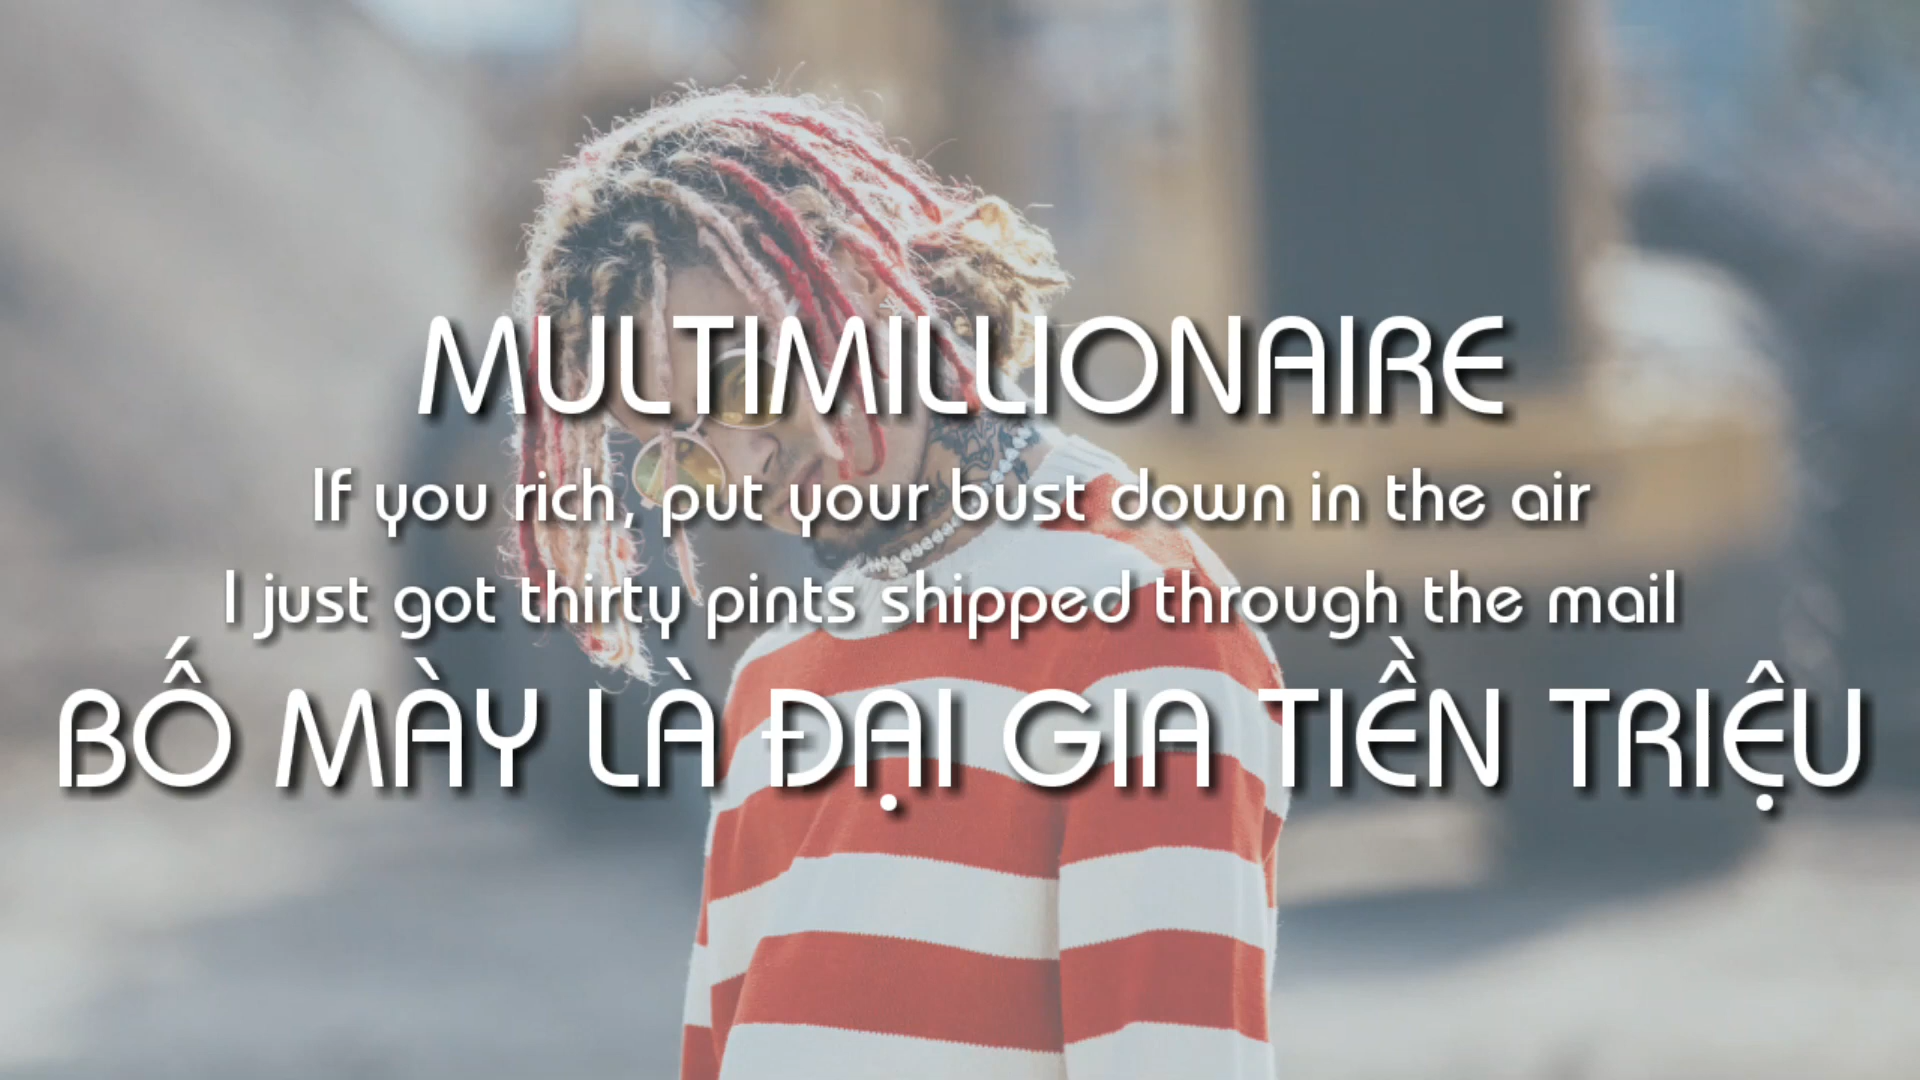 MULTIMILLIONAIRE
If you rich, put your bust down in the air
I just got thirty pints shipped through the mail
BỐ MÀY LÀ ĐẠI GIA TIỀN TRIỆU